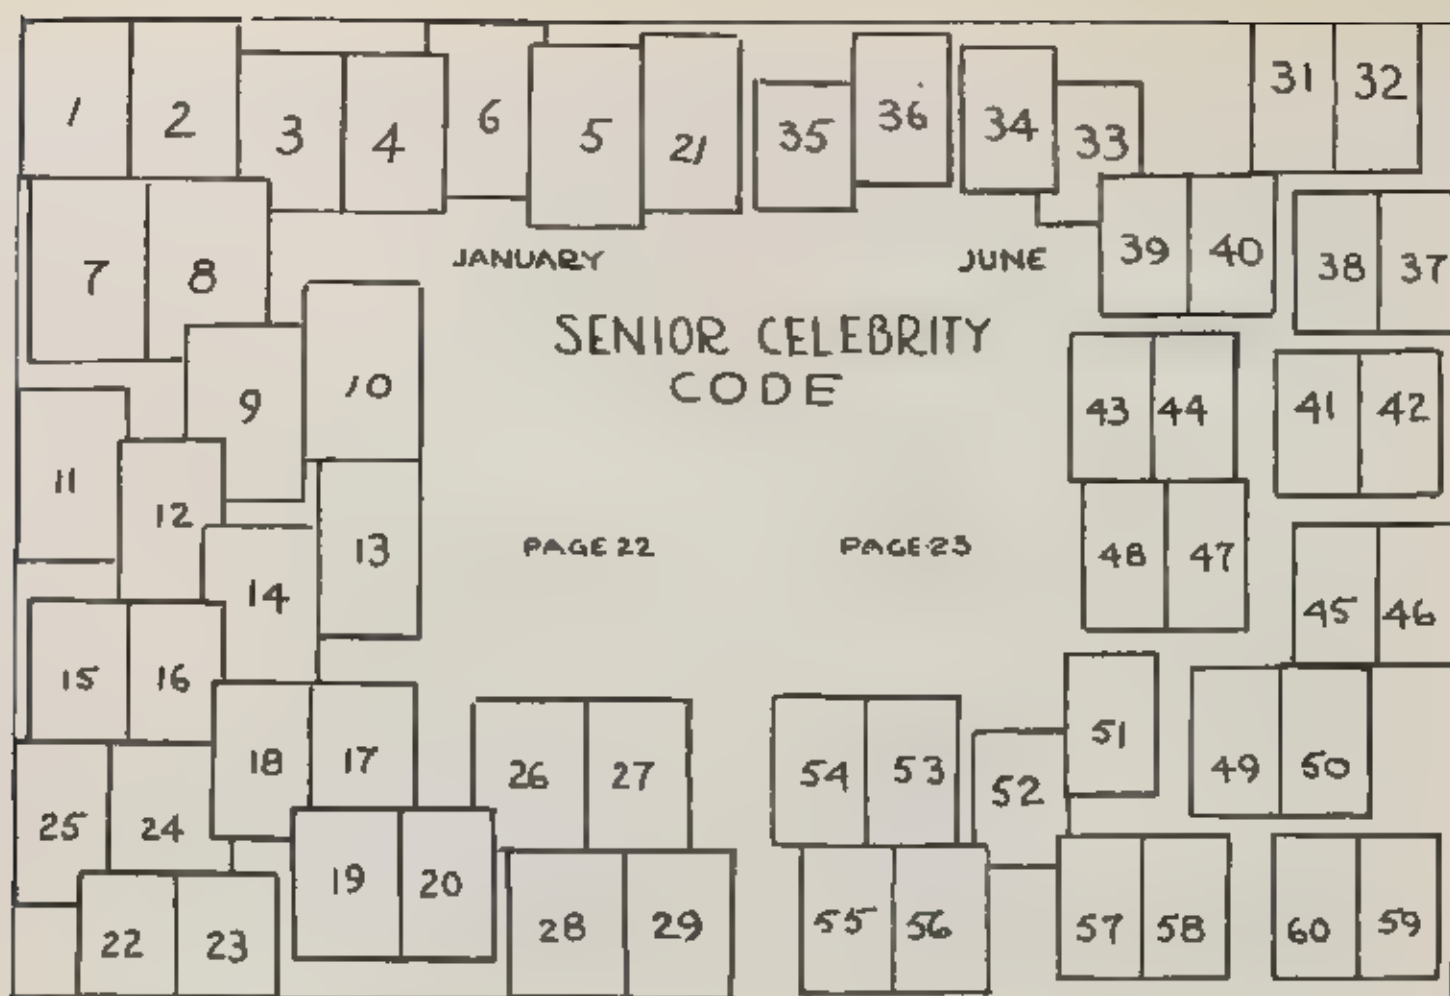 1 2 3 4 6 5 21 35 36 34 33 31 32
7 8 JANUARY JUNE 39 40 38 37
SENIOR CELEBRITY
CODE
9 10 43 44 41 42
11 12 13 PAGE 22 PAGE 23 48 47
14 45 46
15 16
18 17 26 27 54 53 52 51 49 50
25 24
19 20
22 23 28 29 55 56 57 58 60 59